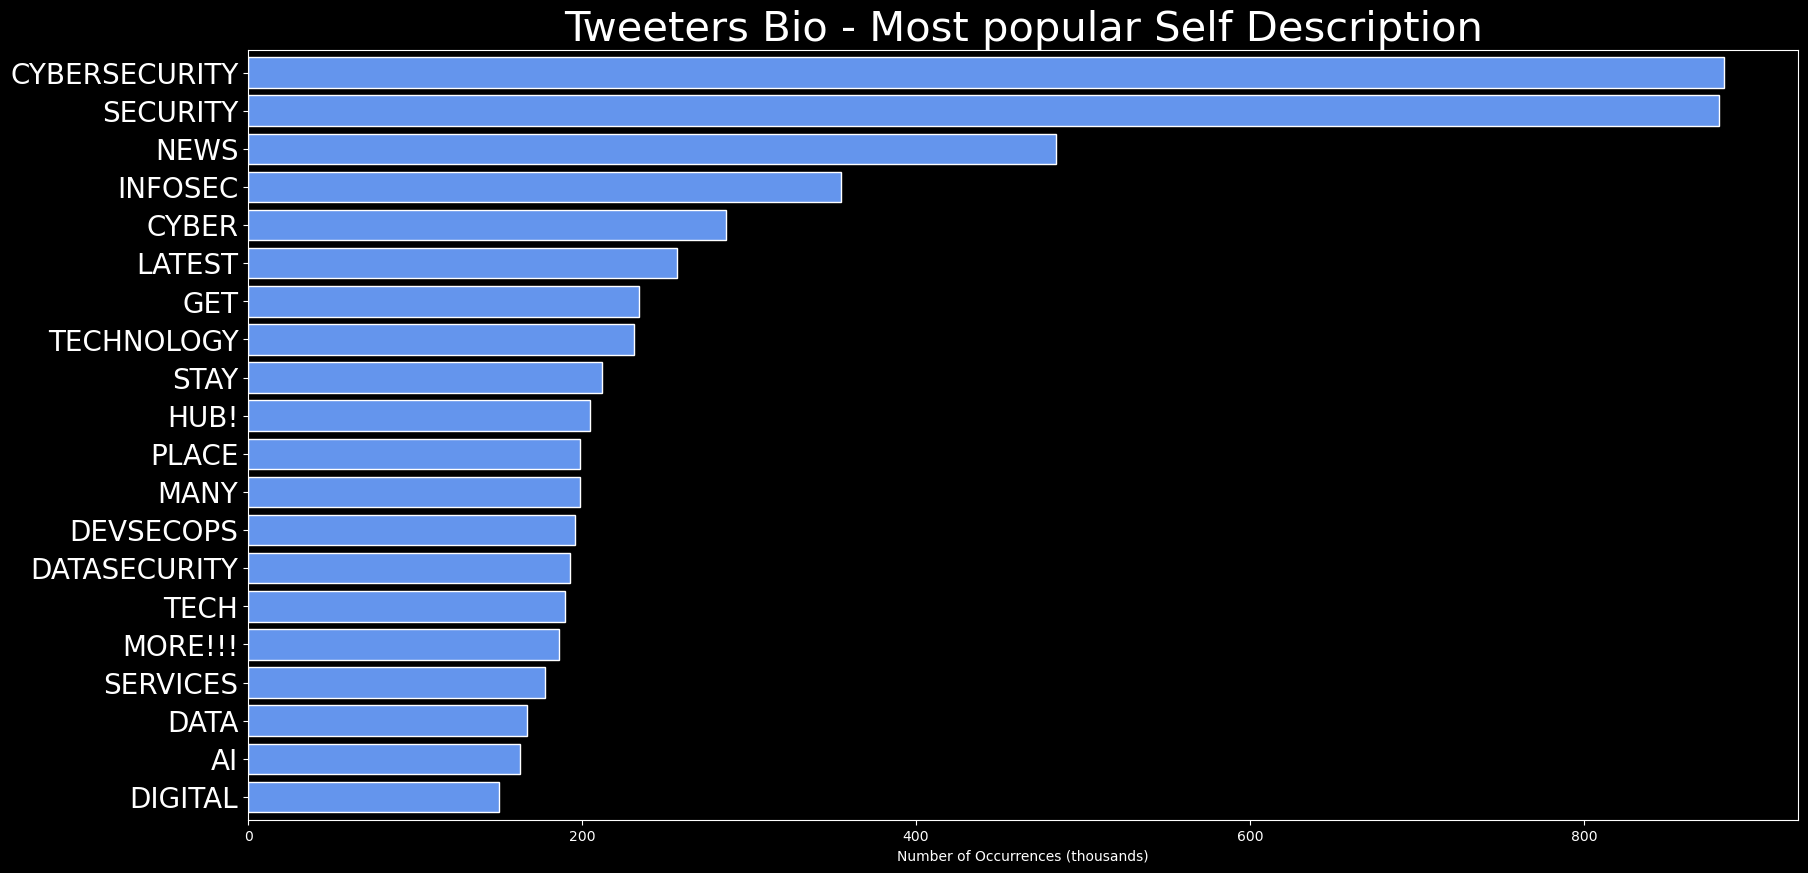 Tweeters Bio - Most popular Self Description
CYBERSECURITY
SECURITY
NEWS
INFOSEC
CYBER
LATEST
GET
TECHNOLOGY
STAY
HUB!
PLACE
MANY
DEVSECOPS
DATASECURITY
TECH
MORE!!!
SERVICES
DATA
AI
DIGITAL
0 200 400 600 800
Number of Occurrences (thousands)